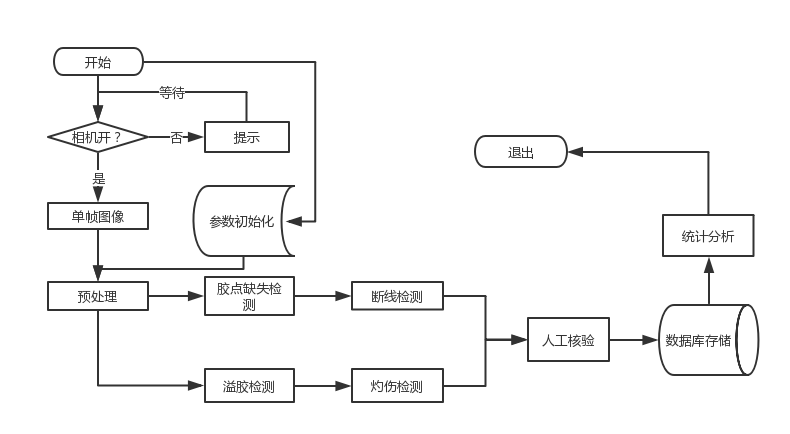 开始
等待
相机开？
否
提示
是
单帧图像
参数初始化
退出
统计分析
预处理
胶点缺失检
测
断线检测
人工核验
数据库存储
溢胶检测
灼伤检测